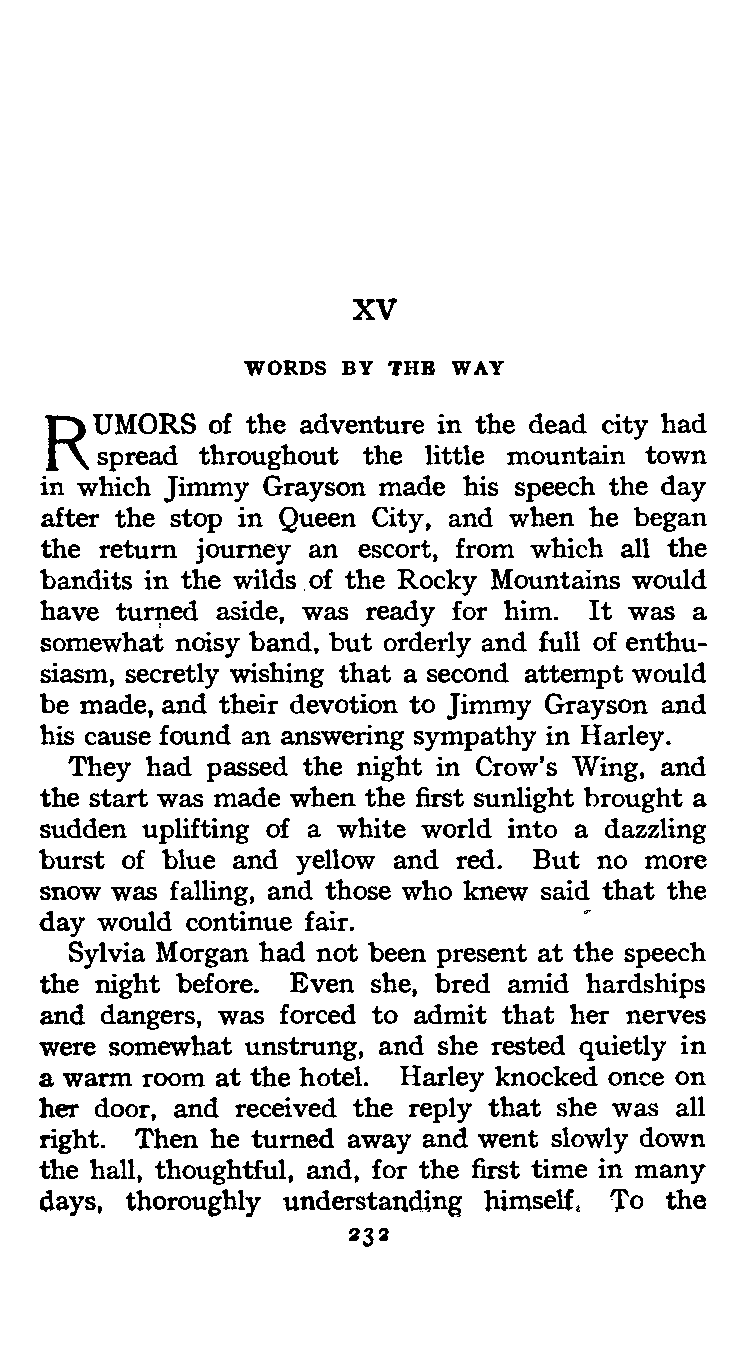 XV
WORDS BY THE WAY
RUMORS of the adventure in the dead city had
spread throughout the little mountain town
in which Jimmy Grayson made his speech the day
after the stop in Queen City, and when he began
the return journey an escort, from which all the
bandits in the wilds of the Rocky Mountains would
have turned aside, was ready for him. It was a
somewhat noisy band, but orderly and full of enthu-
siasm, secretly wishing that a second attempt would
be made, and their devotion to Jimmy Grayson and
his cause found an answering sympathy in Harley.
They had passed the night in Crow's Wing, and
the start was made when the first sunlight brought a
sudden uplifting of a white world into a dazzling
burst of blue and yellow and red. But no more
snow was falling, and those who knew said that the
day would continue fair.
Sylvia Morgan had not been present at the speech
the night before. Even she, bred amid hardships
and dangers, was forced to admit that her nerves
were somewhat unstrung, and she rested quietly in
a warm room at the hotel. Harley knocked once on
her door, and received the reply that she was all
right. Then he turned away and went slowly down
the hall, thoughtful, and, for the first time in many
days, thoroughly understanding himself. To the
232